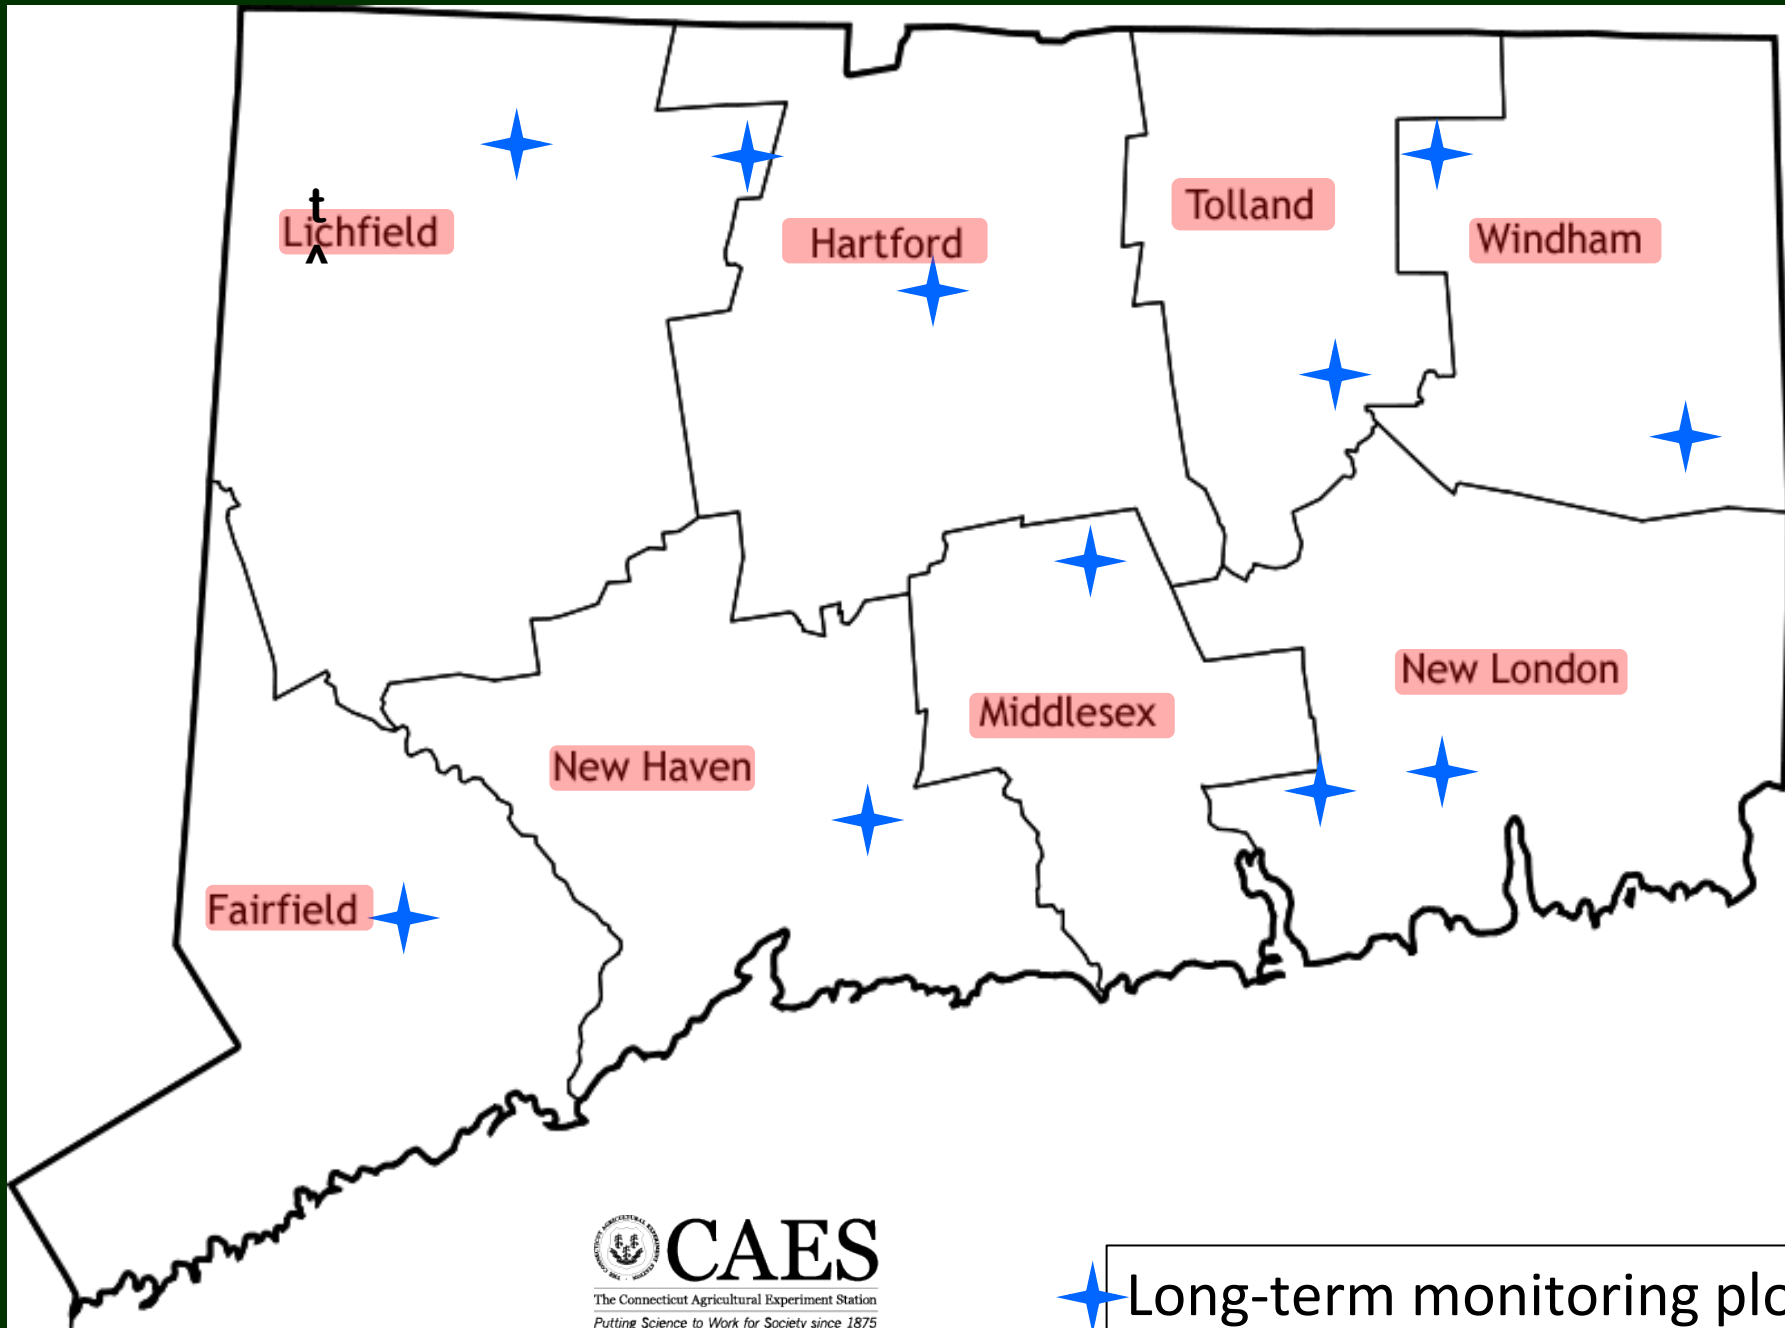 t
Lichfield
^
Hartford
Tolland
Windham
New London
Middlesex
New Haven
Fairfield
CAES
The Connecticut Agricultural Experiment Station
Putting Science to Work for Society since 1875
Long-term monitoring plo